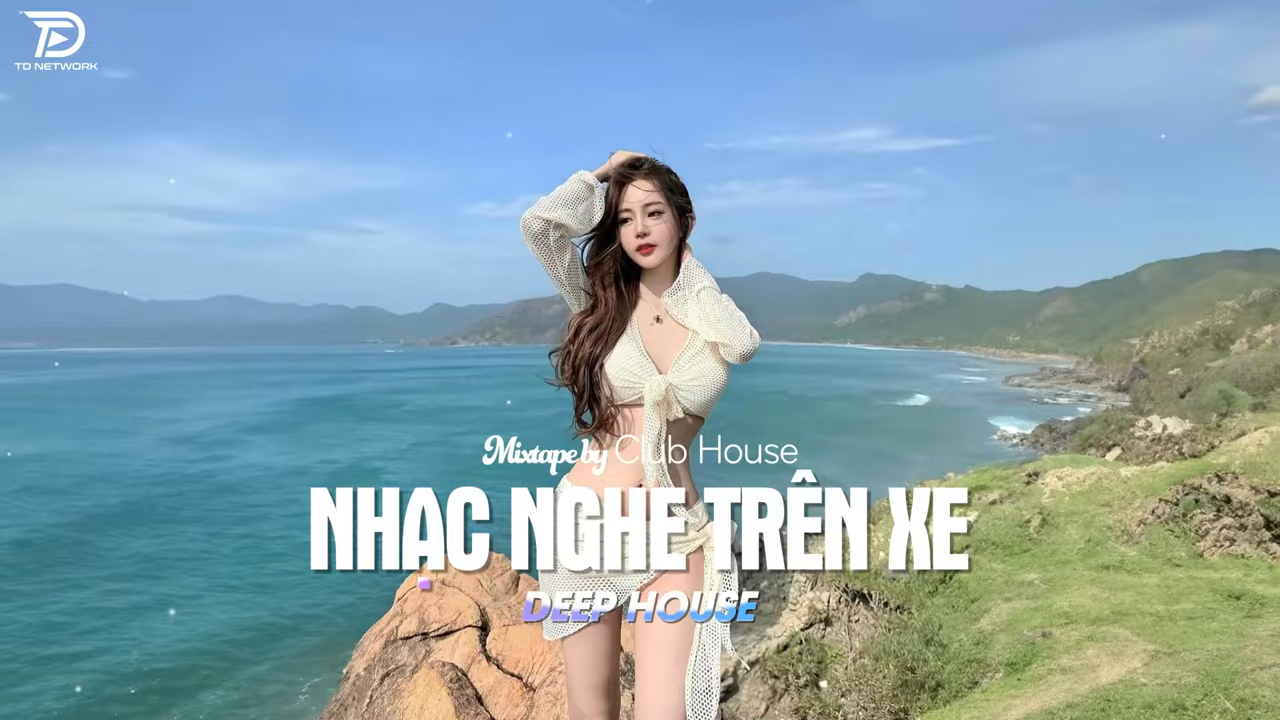 TD NETWORK
Mixtape by Club House
NHẠC NGHE TRÊN XE
DEEP HOUSE